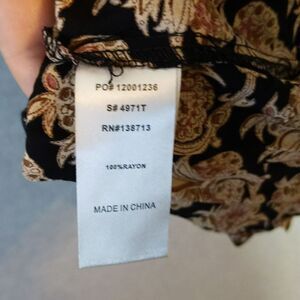 PO# 12001236
S# 4971T
RN#138713
100%RAYON
MADE IN CHINA